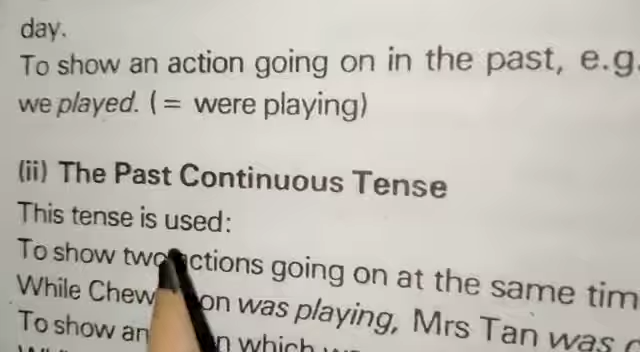 day.
To show an action going on in the past, e.g.
we played. (= were playing)
(ii) The Past Continuous Tense
This tense is used:
To show two actions going on at the same tim
While Chew on was playing, Mrs Tan was
To show an which